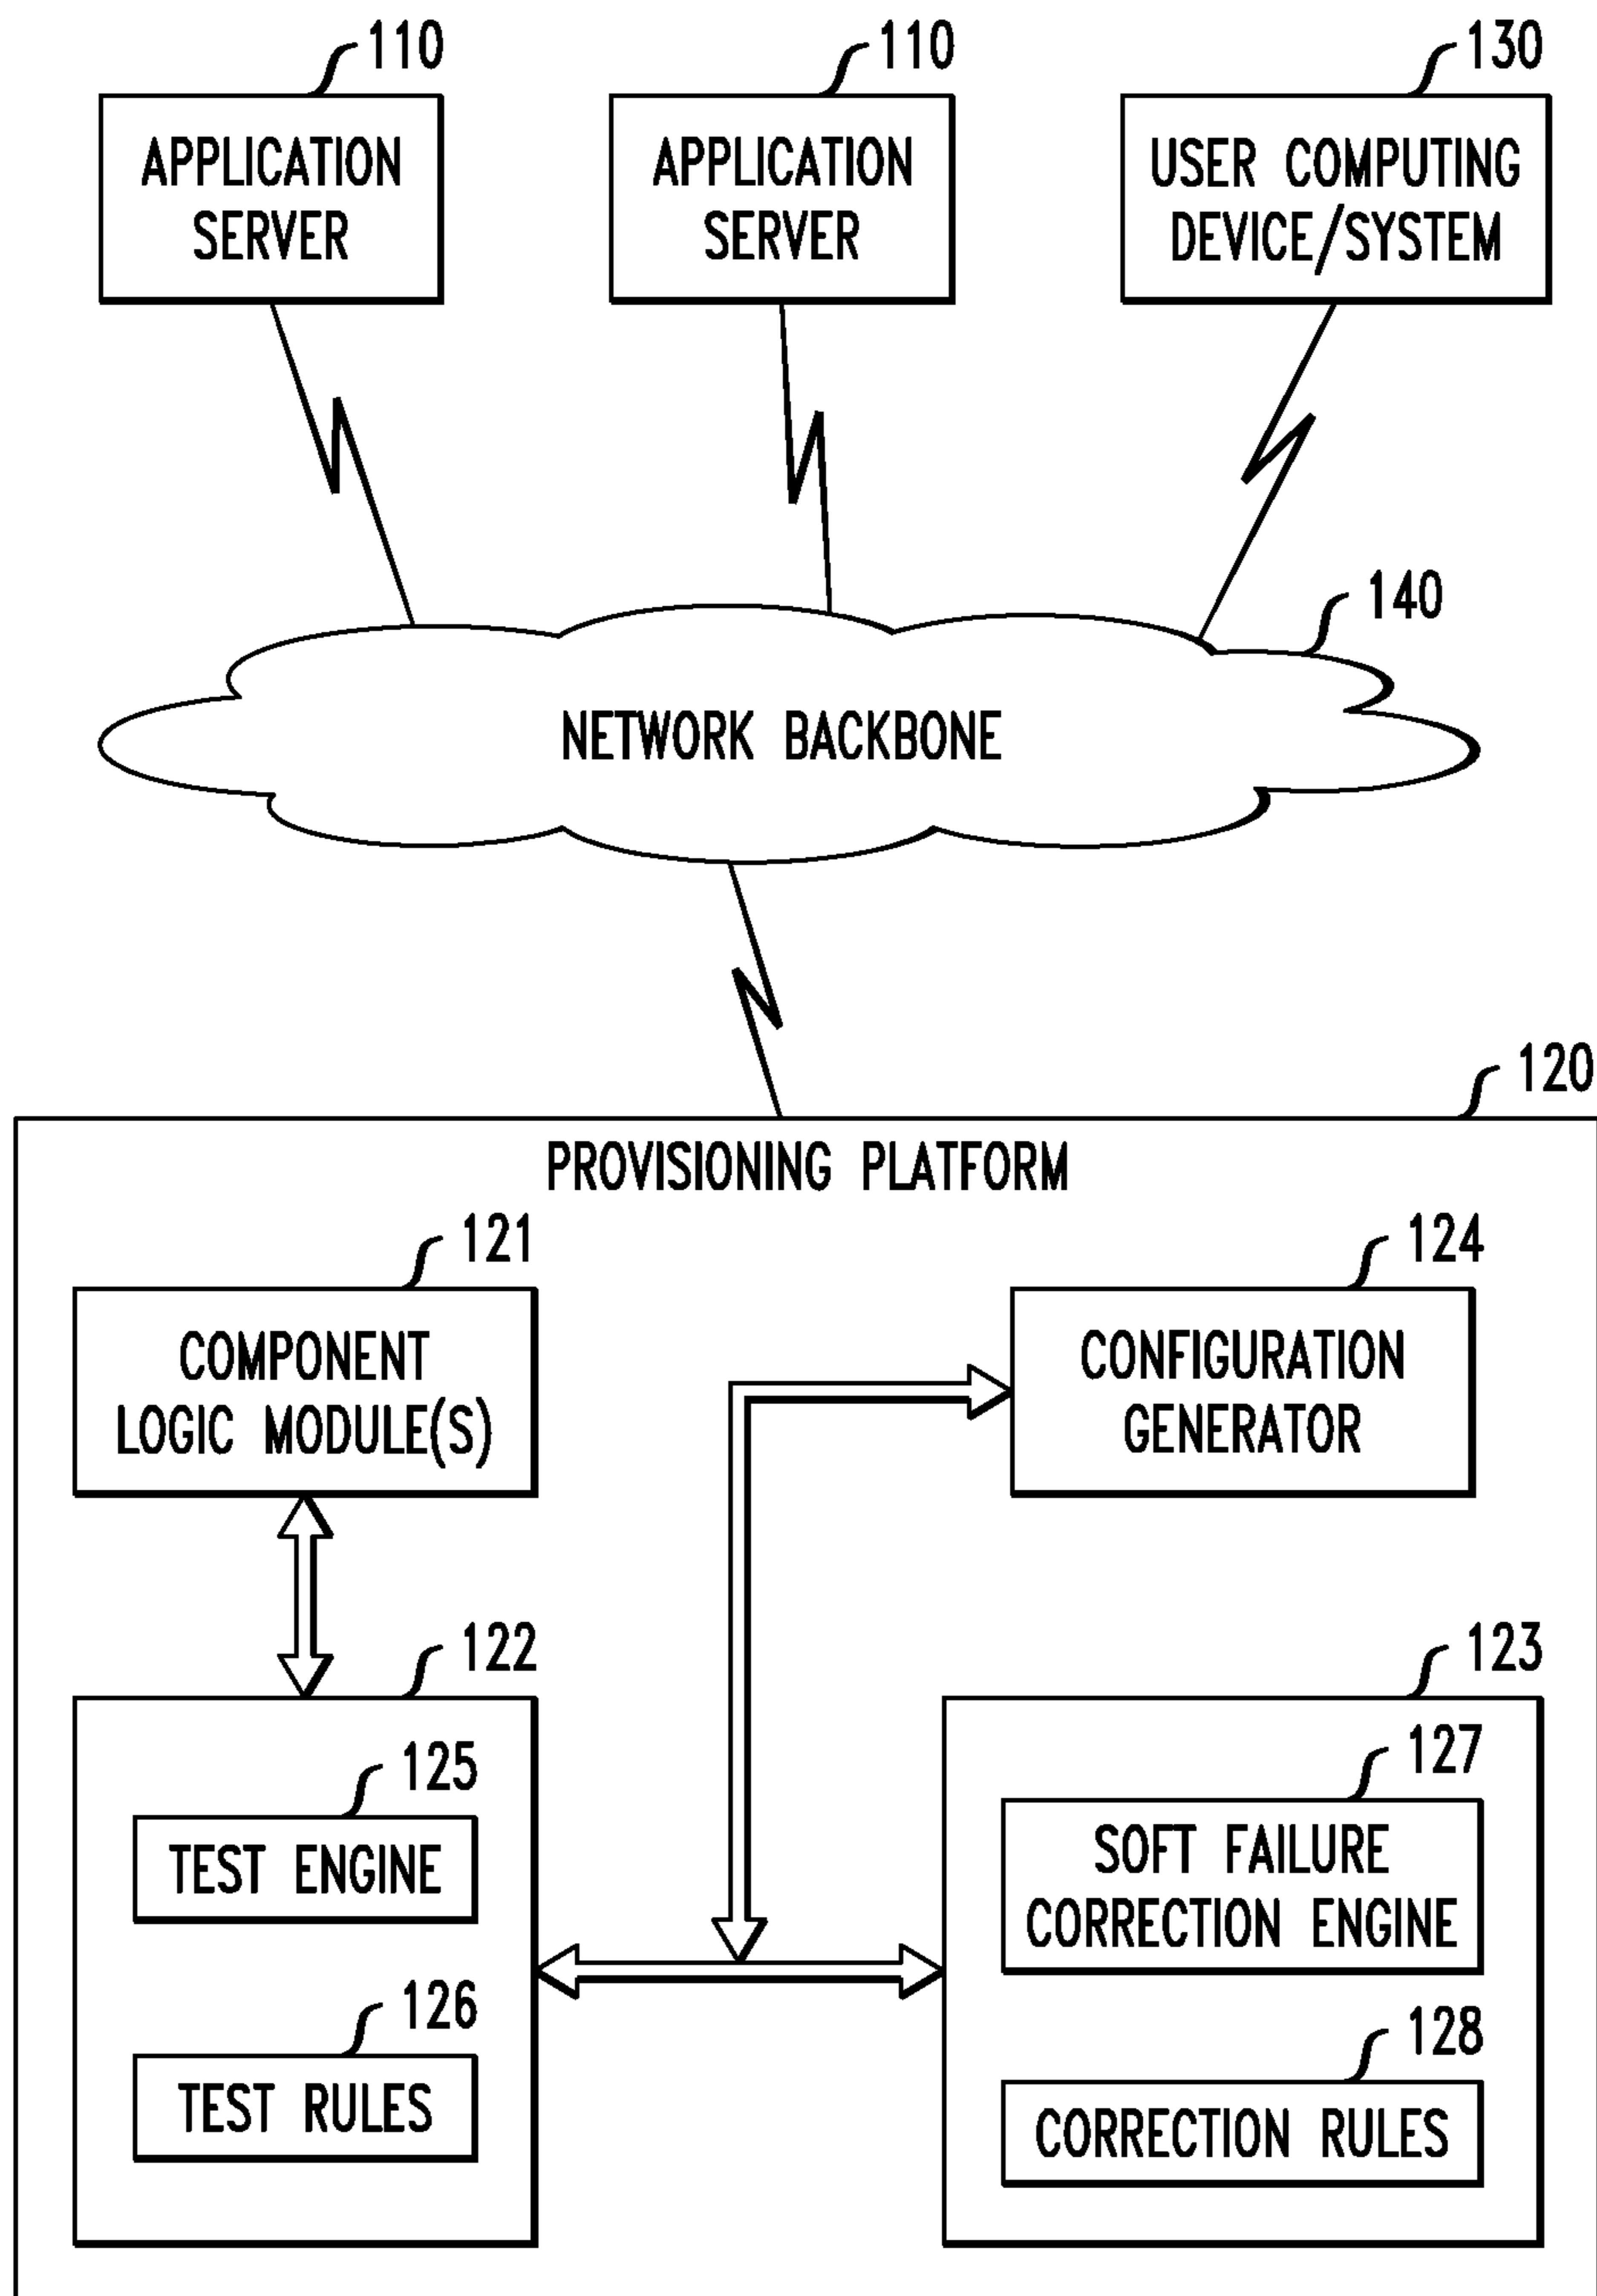 110
110
130
APPLICATION
SERVER
APPLICATION
SERVER
USER COMPUTING
DEVICE/SYSTEM
140
NETWORK BACKBONE
120
PROVISIONING PLATFORM
121
124
COMPONENT
LOGIC MODULE(S)
CONFIGURATION
GENERATOR
122
123
125
TEST ENGINE
126
TEST RULES
127
SOFT FAILURE
CORRECTION ENGINE
128
CORRECTION RULES